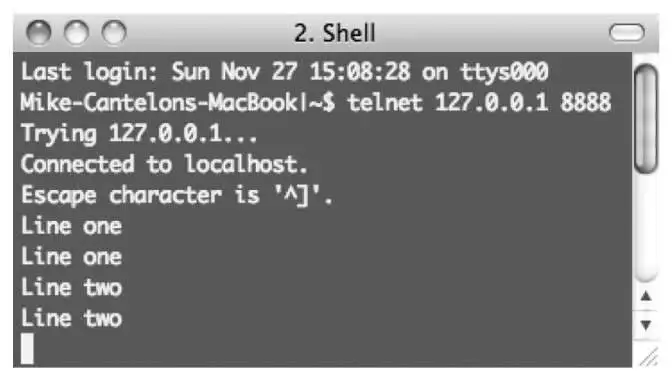 2. Shell
Last login: Sun Nov 27 15:08:28 on ttys000
Mike-Cantelons-MacBook|~$ telnet 127.0.0.1 8888
Trying 127.0.0.1...
Connected to localhost.
Escape character is '^]'.
Line one
Line one
Line two
Line two